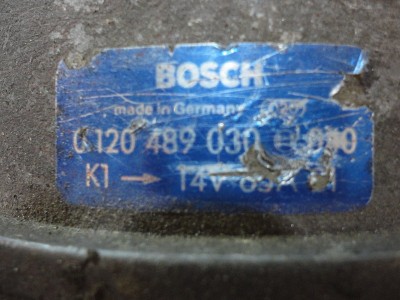 BOSCH
made in Germany
0 120 489 030
K1 → 14V